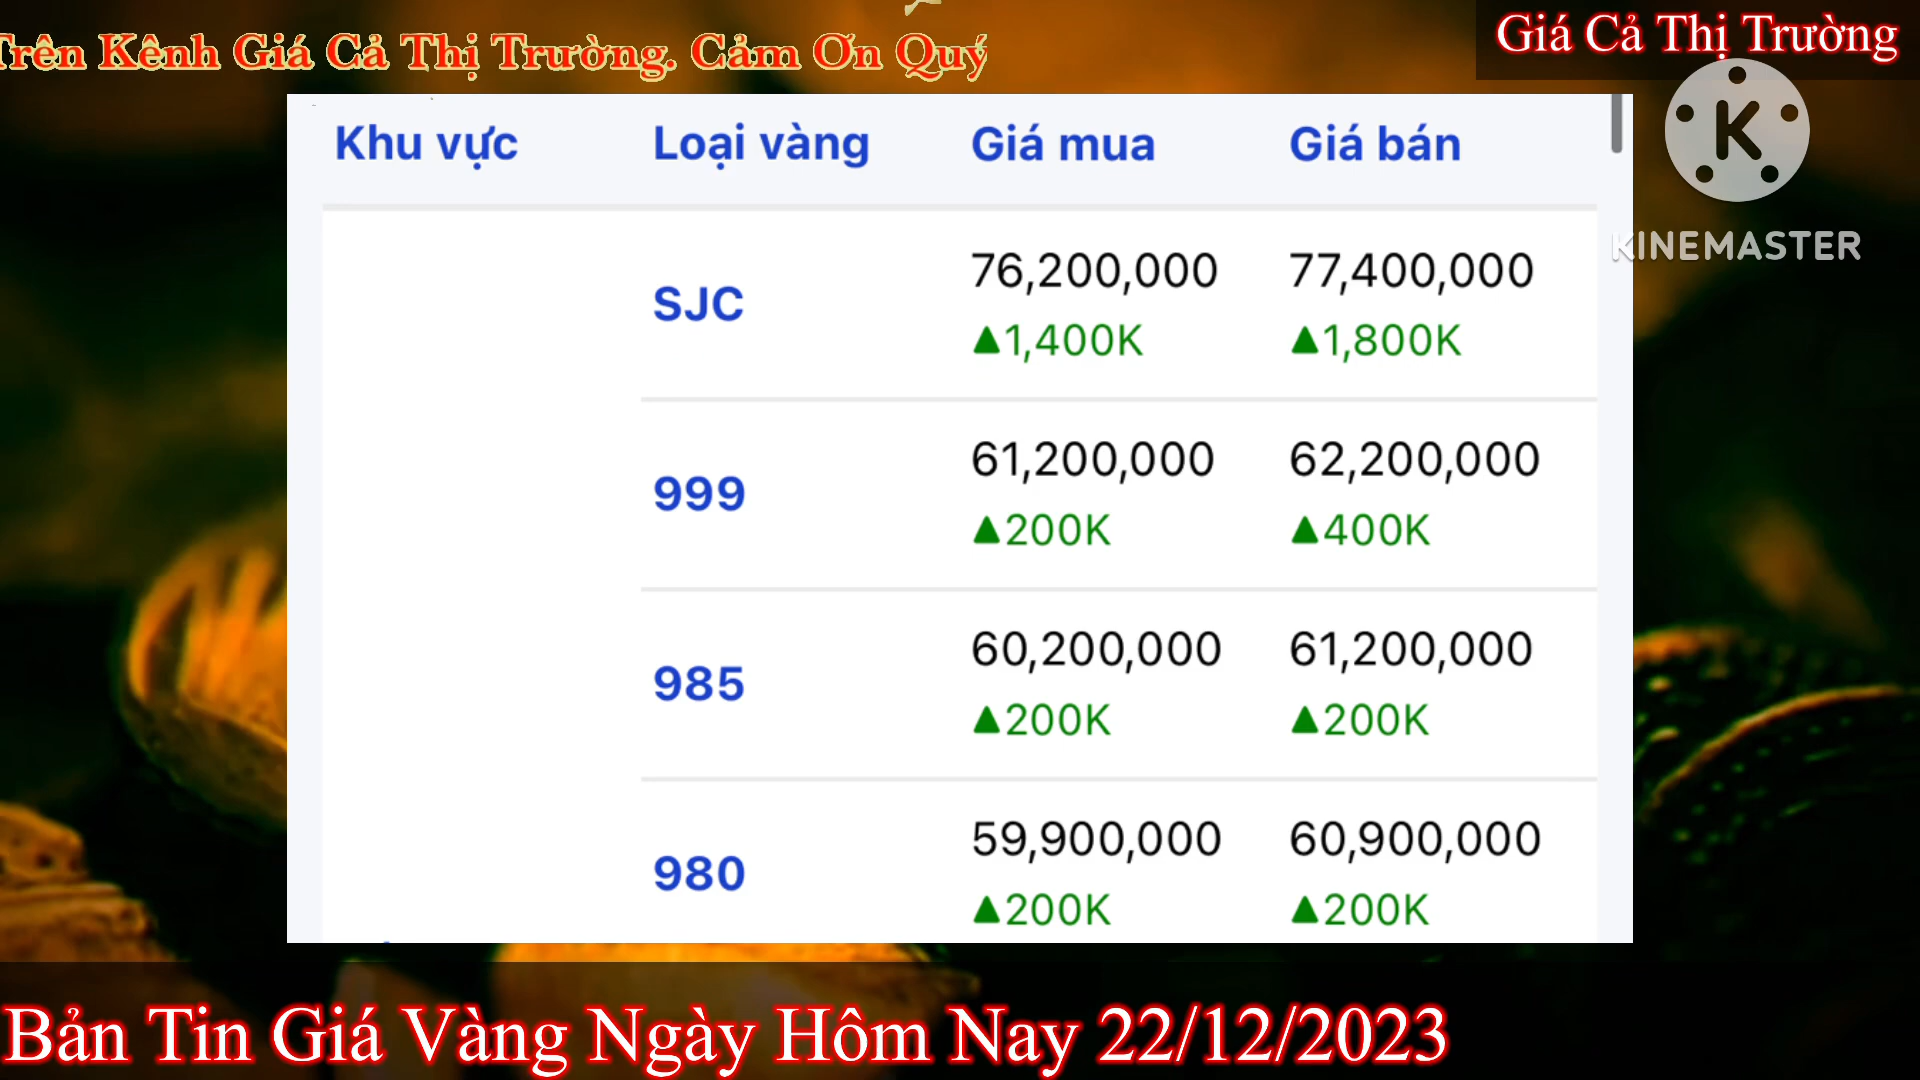 Trên Kênh Giá Cả Thị Trường. Cảm Ơn Quý
Giá Cả Thị Trường
K
KINEMASTER
Khu vực Loại vàng Giá mua Giá bán
SJC 76,200,000 77,400,000
▲1,400K ▲1,800K
999 61,200,000 62,200,000
▲200K ▲400K
985 60,200,000 61,200,000
▲200K ▲200K
980 59,900,000 60,900,000
▲200K ▲200K
Bản Tin Giá Vàng Ngày Hôm Nay 22/12/2023